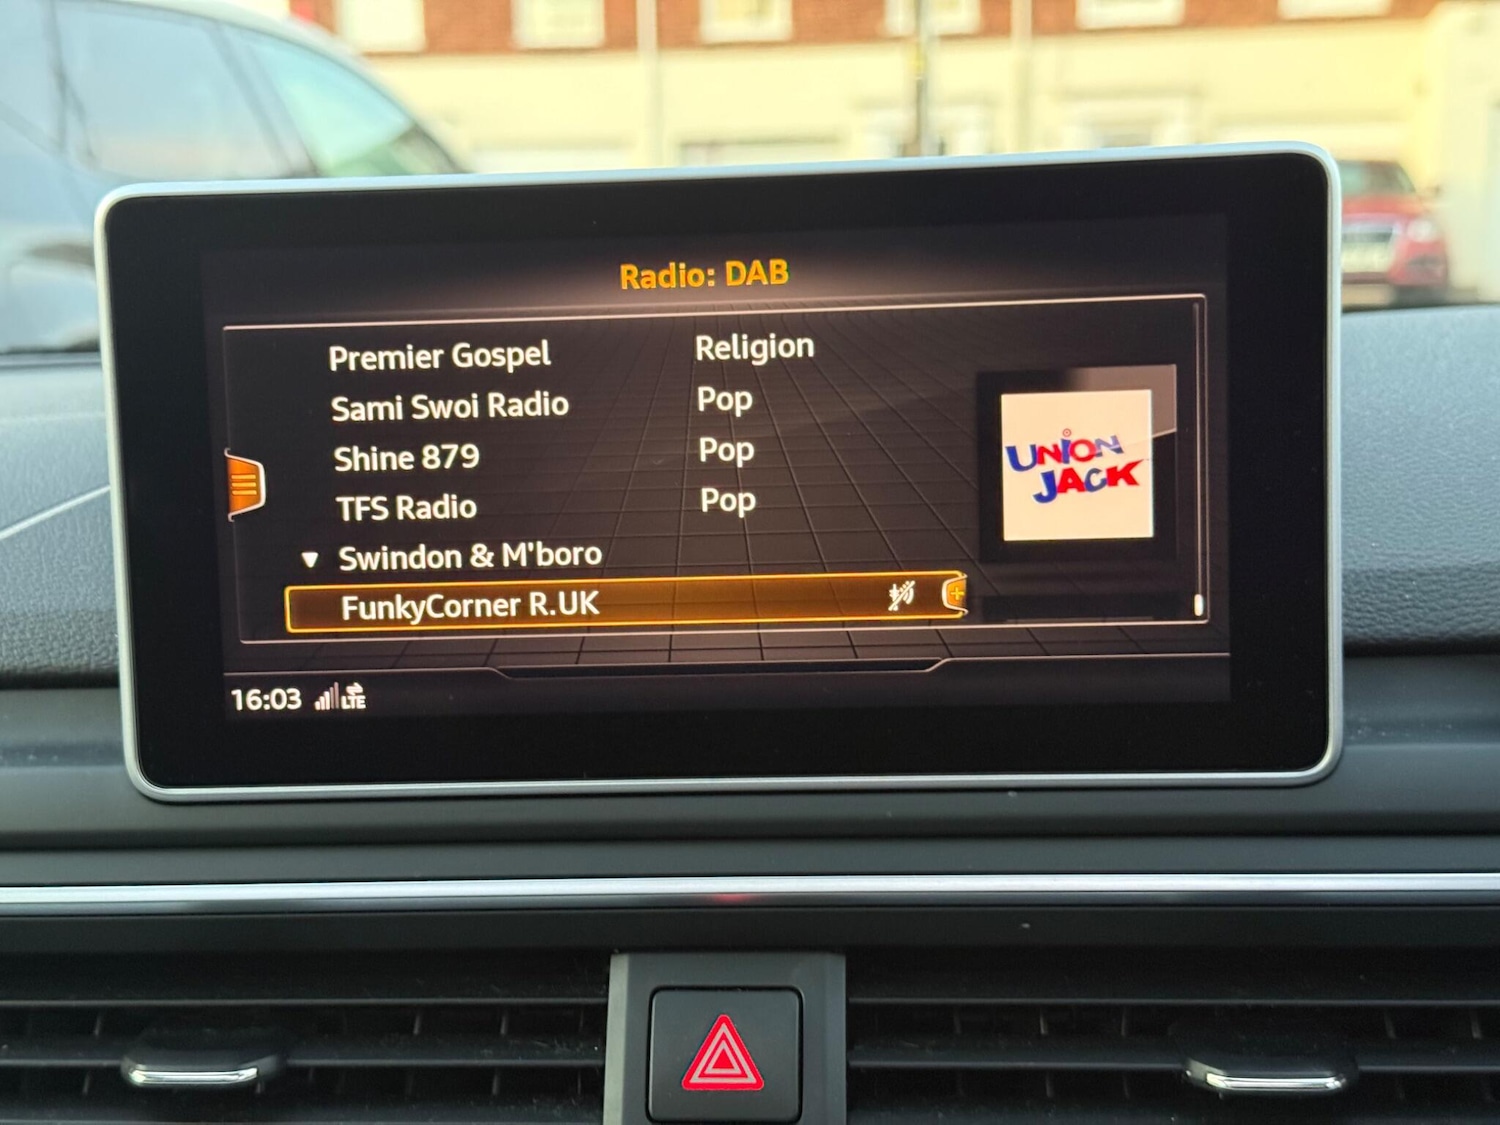 Radio: DAB
Premier Gospel Religion
Sami Swoi Radio Pop
Shine 879 Pop
TFS Radio Pop
Swindon & M'boro
FunkyCorner R.UK
UNION
JACK
16:03 LTE